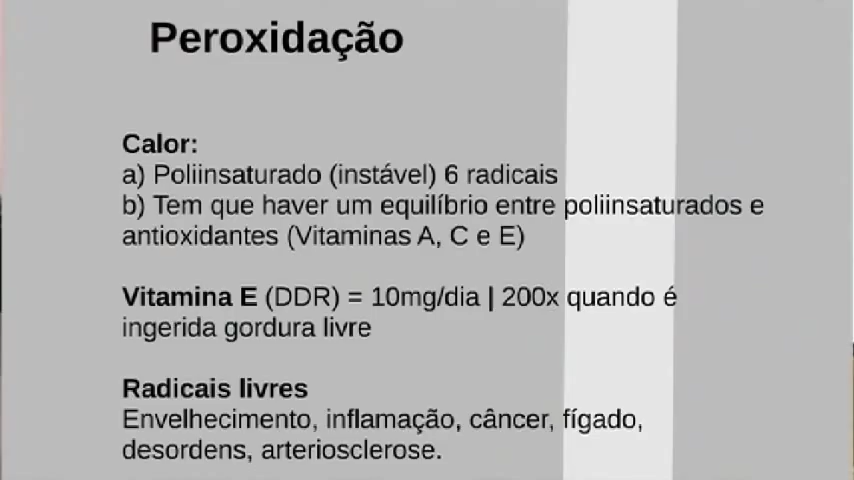 Peroxidação
Calor:
a) Poliinsaturado (instável) 6 radicais
b) Tem que haver um equilíbrio entre poliinsaturados e
antioxidantes (Vitaminas A, C e E)
Vitamina E (DDR) = 10mg/dia | 200x quando é
ingerida gordura livre
Radicais livres
Envelhecimento, inflamação, câncer, fígado,
desordens, arteriosclerose.